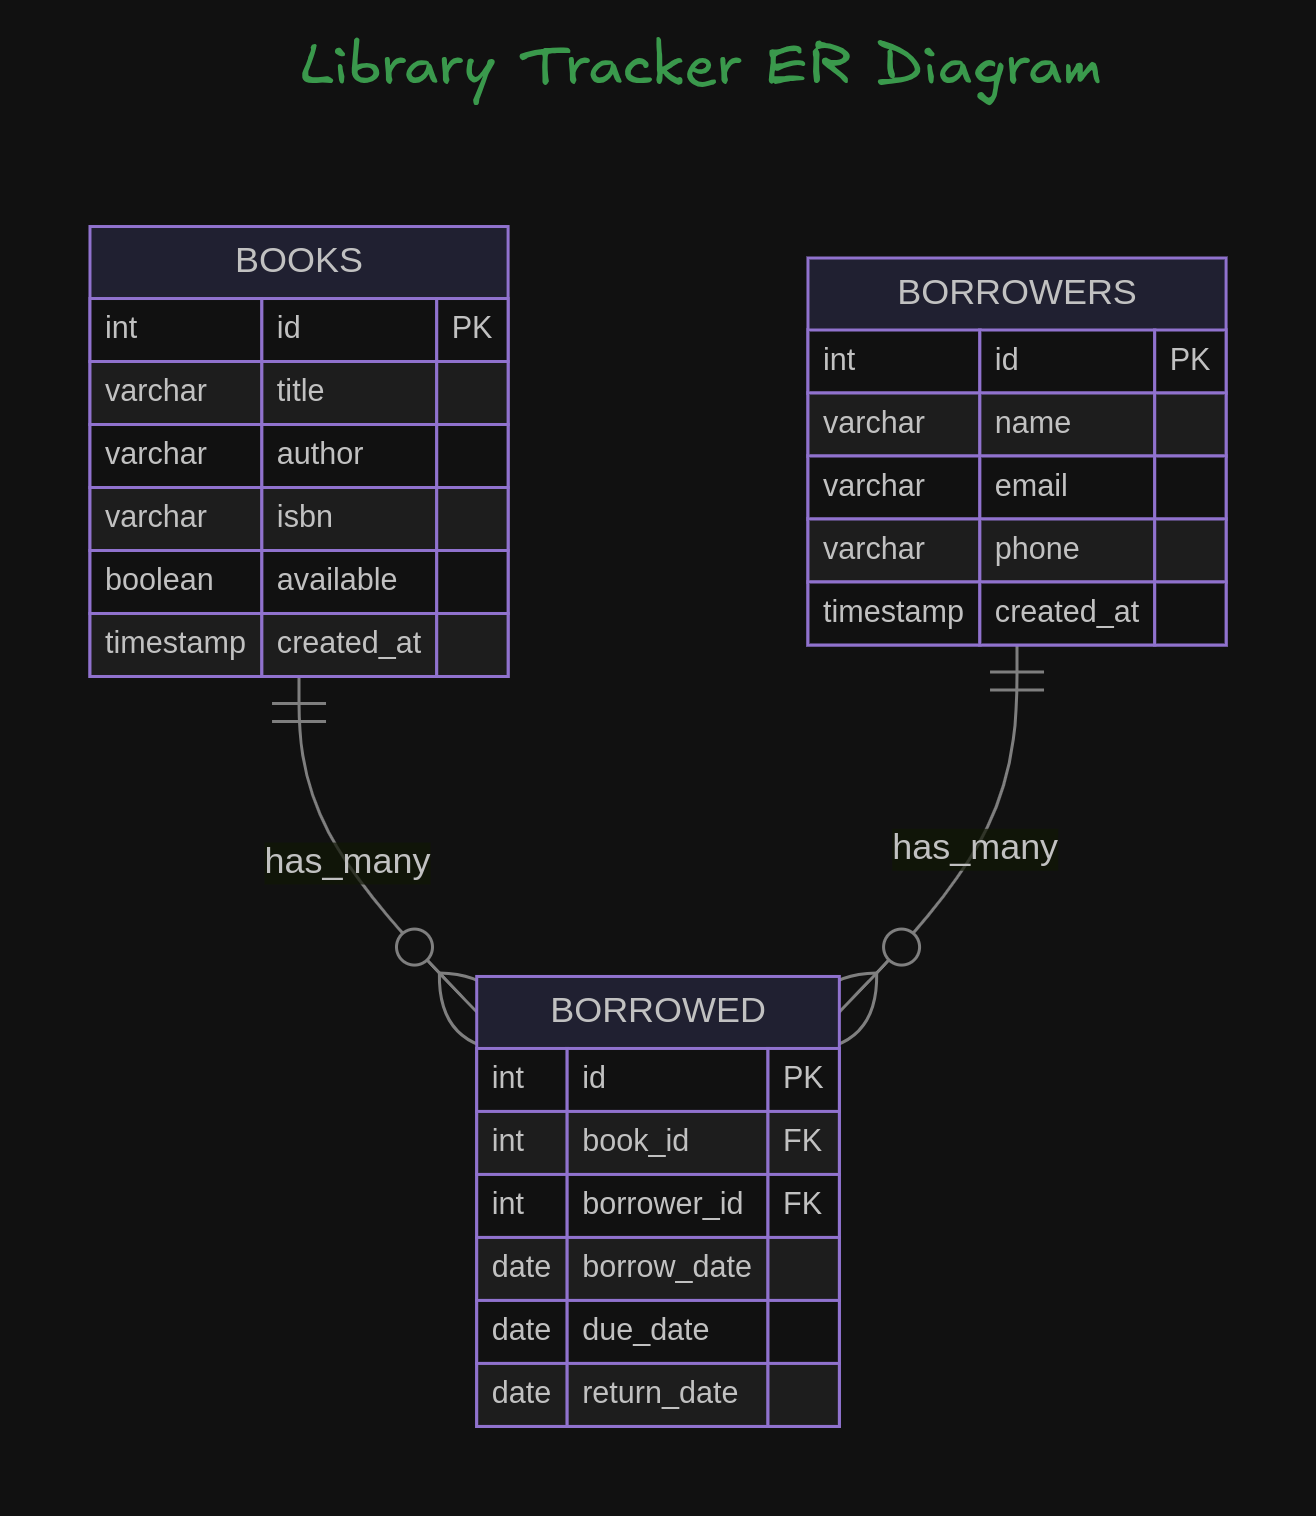 Library Tracker ER Diagram
BOOKS
int id PK
varchar title
varchar author
varchar isbn
boolean available
timestamp created_at
BORROWERS
int id PK
varchar name
varchar email
varchar phone
timestamp created_at
has_many
has_many
BORROWED
int id PK
int book_id FK
int borrower_id FK
date borrow_date
date due_date
date return_date